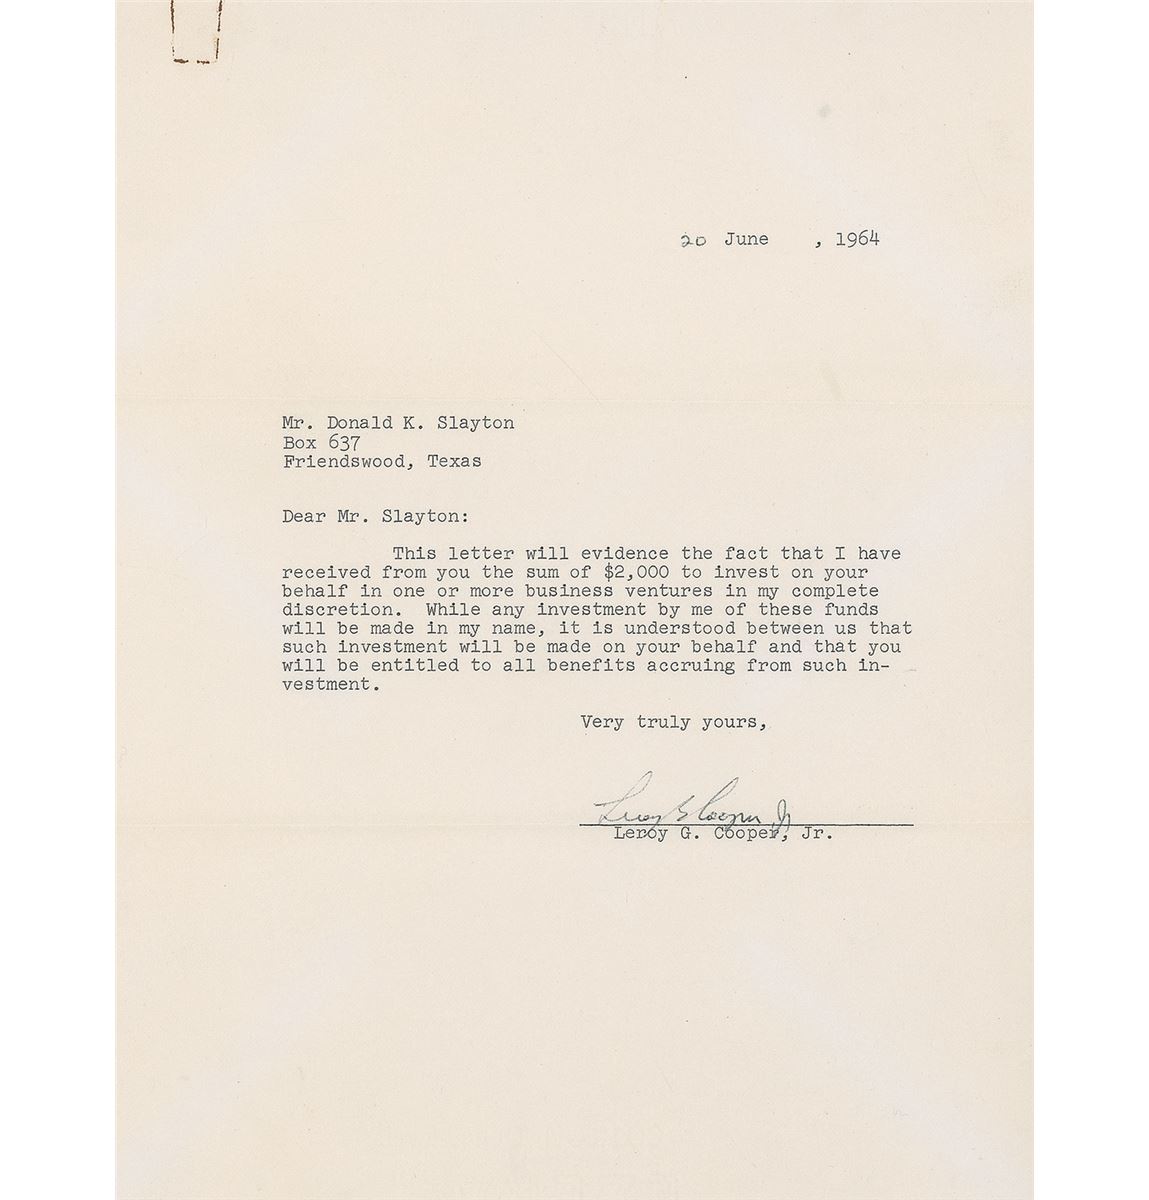 20 June , 1964
Mr. Donald K. Slayton
Box 637
Friendswood, Texas
Dear Mr. Slayton:
This letter will evidence the fact that I have
received from you the sum of $2,000 to invest on your
behalf in one or more business ventures in my complete
discretion. While any investment by me of these funds
will be made in my name, it is understood between us that
such investment will be made on your behalf and that you
will be entitled to all benefits accruing from such in-
vestment.
Very truly yours,
Leroy G Cooper Jr
Leroy G. Cooper, Jr.